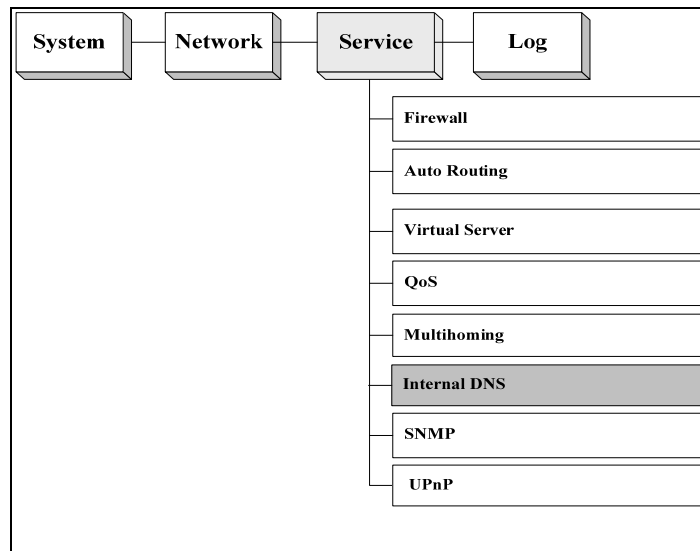 System Network Service Log
Firewall
Auto Routing
Virtual Server
QoS
Multihoming
Internal DNS
SNMP
UPnP